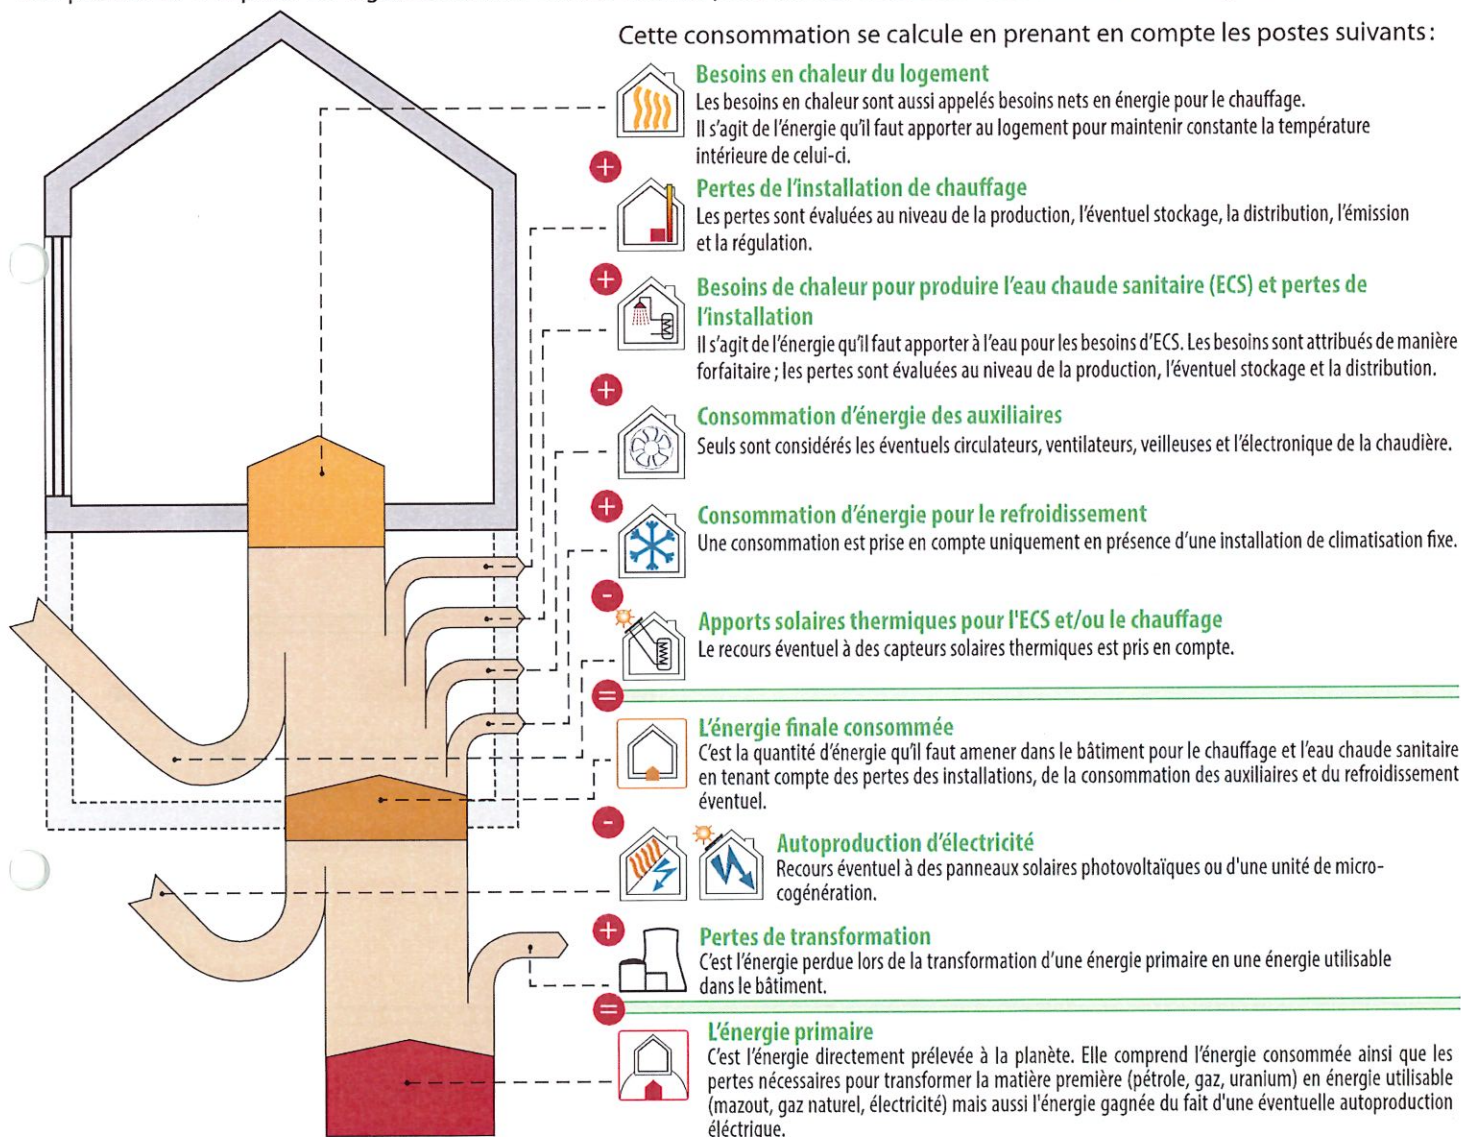 Cette consommation se calcule en prenant en compte les postes suivants :
Besoins en chaleur du logement
Les besoins en chaleur sont aussi appelés besoins nets en énergie pour le chauffage.
Il s'agit de l'énergie qu'il faut apporter au logement pour maintenir constante la température
intérieure de celui-ci.
+
Pertes de l'installation de chauffage
Les pertes sont évaluées au niveau de la production, l'éventuel stockage, la distribution, l'émission
et la régulation.
+
Besoins de chaleur pour produire l'eau chaude sanitaire (ECS) et pertes de
l'installation
Il s'agit de l'énergie qu'il faut apporter à l'eau pour les besoins d'ECS. Les besoins sont attribués de manière
forfaitaire ; les pertes sont évaluées au niveau de la production, l'éventuel stockage et la distribution.
+
Consommation d'énergie des auxiliaires
Seuls sont considérés les éventuels circulateurs, ventilateurs, veilleuses et l'électronique de la chaudière.
+
Consommation d'énergie pour le refroidissement
Une consommation est prise en compte uniquement en présence d'une installation de climatisation fixe.
-
Apports solaires thermiques pour l'ECS et/ou le chauffage
Le recours éventuel à des capteurs solaires thermiques est pris en compte.
=
L'énergie finale consommée
C'est la quantité d'énergie qu'il faut amener dans le bâtiment pour le chauffage et l'eau chaude sanitaire
en tenant compte des pertes des installations, de la consommation des auxiliaires et du refroidissement
éventuel.
-
Autoproduction d'électricité
Recours éventuel à des panneaux solaires photovoltaïques ou d'une unité de micro-
cogénération.
+
Pertes de transformation
C'est l'énergie perdue lors de la transformation d'une énergie primaire en une énergie utilisable
dans le bâtiment.
=
L'énergie primaire
C'est l'énergie directement prélevée à la planète. Elle comprend l'énergie consommée ainsi que les
pertes nécessaires pour transformer la matière première (pétrole, gaz, uranium) en énergie utilisable
(mazout, gaz naturel, électricité) mais aussi l'énergie gagnée du fait d'une éventuelle autoproduction
éléctrique.